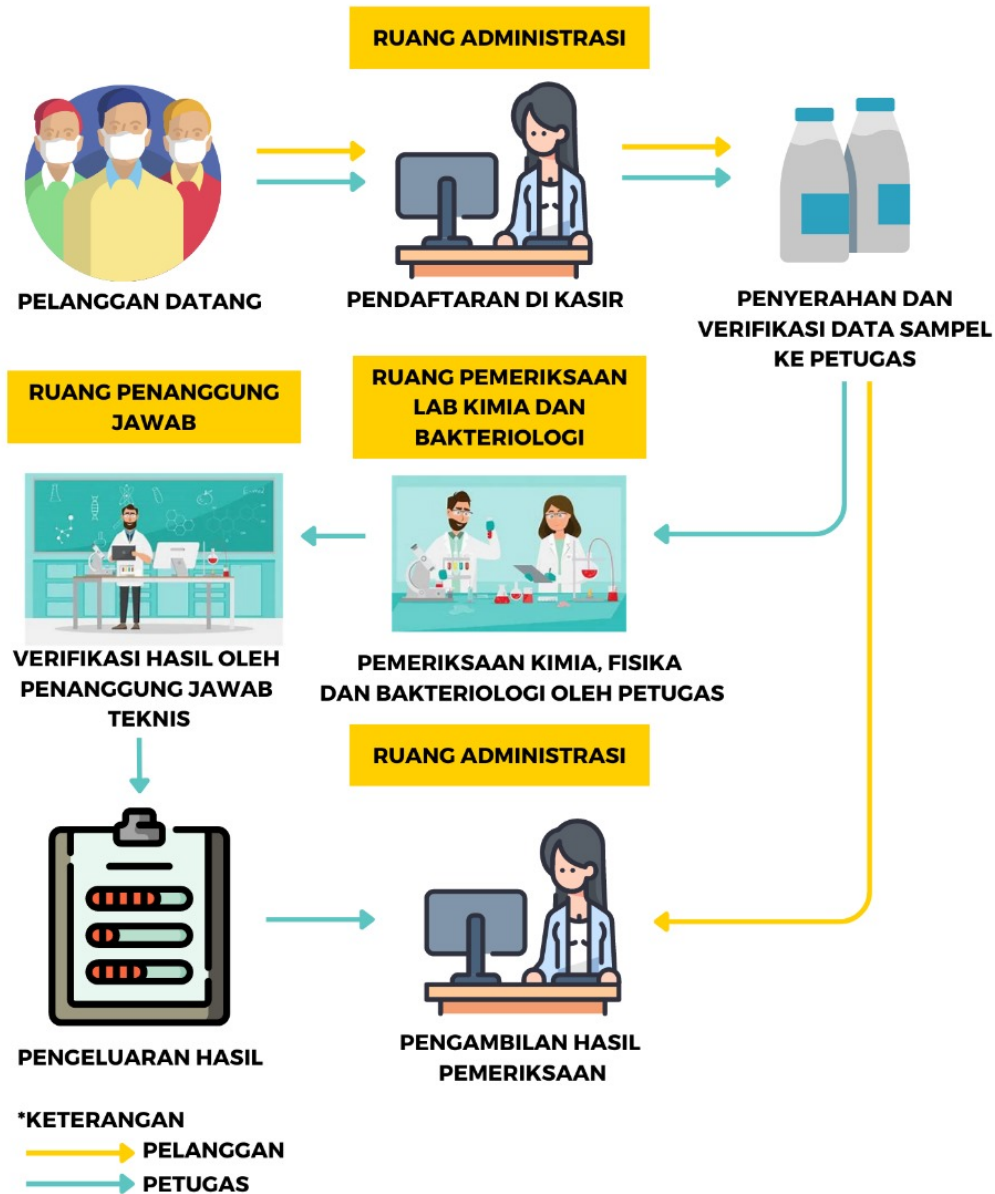 RUANG ADMINISTRASI
PELANGGAN DATANG
PENDAFTARAN DI KASIR
PENYERAHAN DAN
VERIFIKASI DATA SAMPEL
KE PETUGAS
RUANG PENANGGUNG
JAWAB
RUANG PEMERIKSAAN
LAB KIMIA DAN
BAKTERIOLOGI
VERIFIKASI HASIL OLEH
PENANGGUNG JAWAB
TEKNIS
PEMERIKSAAN KIMIA, FISIKA
DAN BAKTERIOLOGI OLEH PETUGAS
RUANG ADMINISTRASI
PENGELUARAN HASIL
PENGAMBILAN HASIL
PEMERIKSAAN
*KETERANGAN
PELANGGAN
PETUGAS